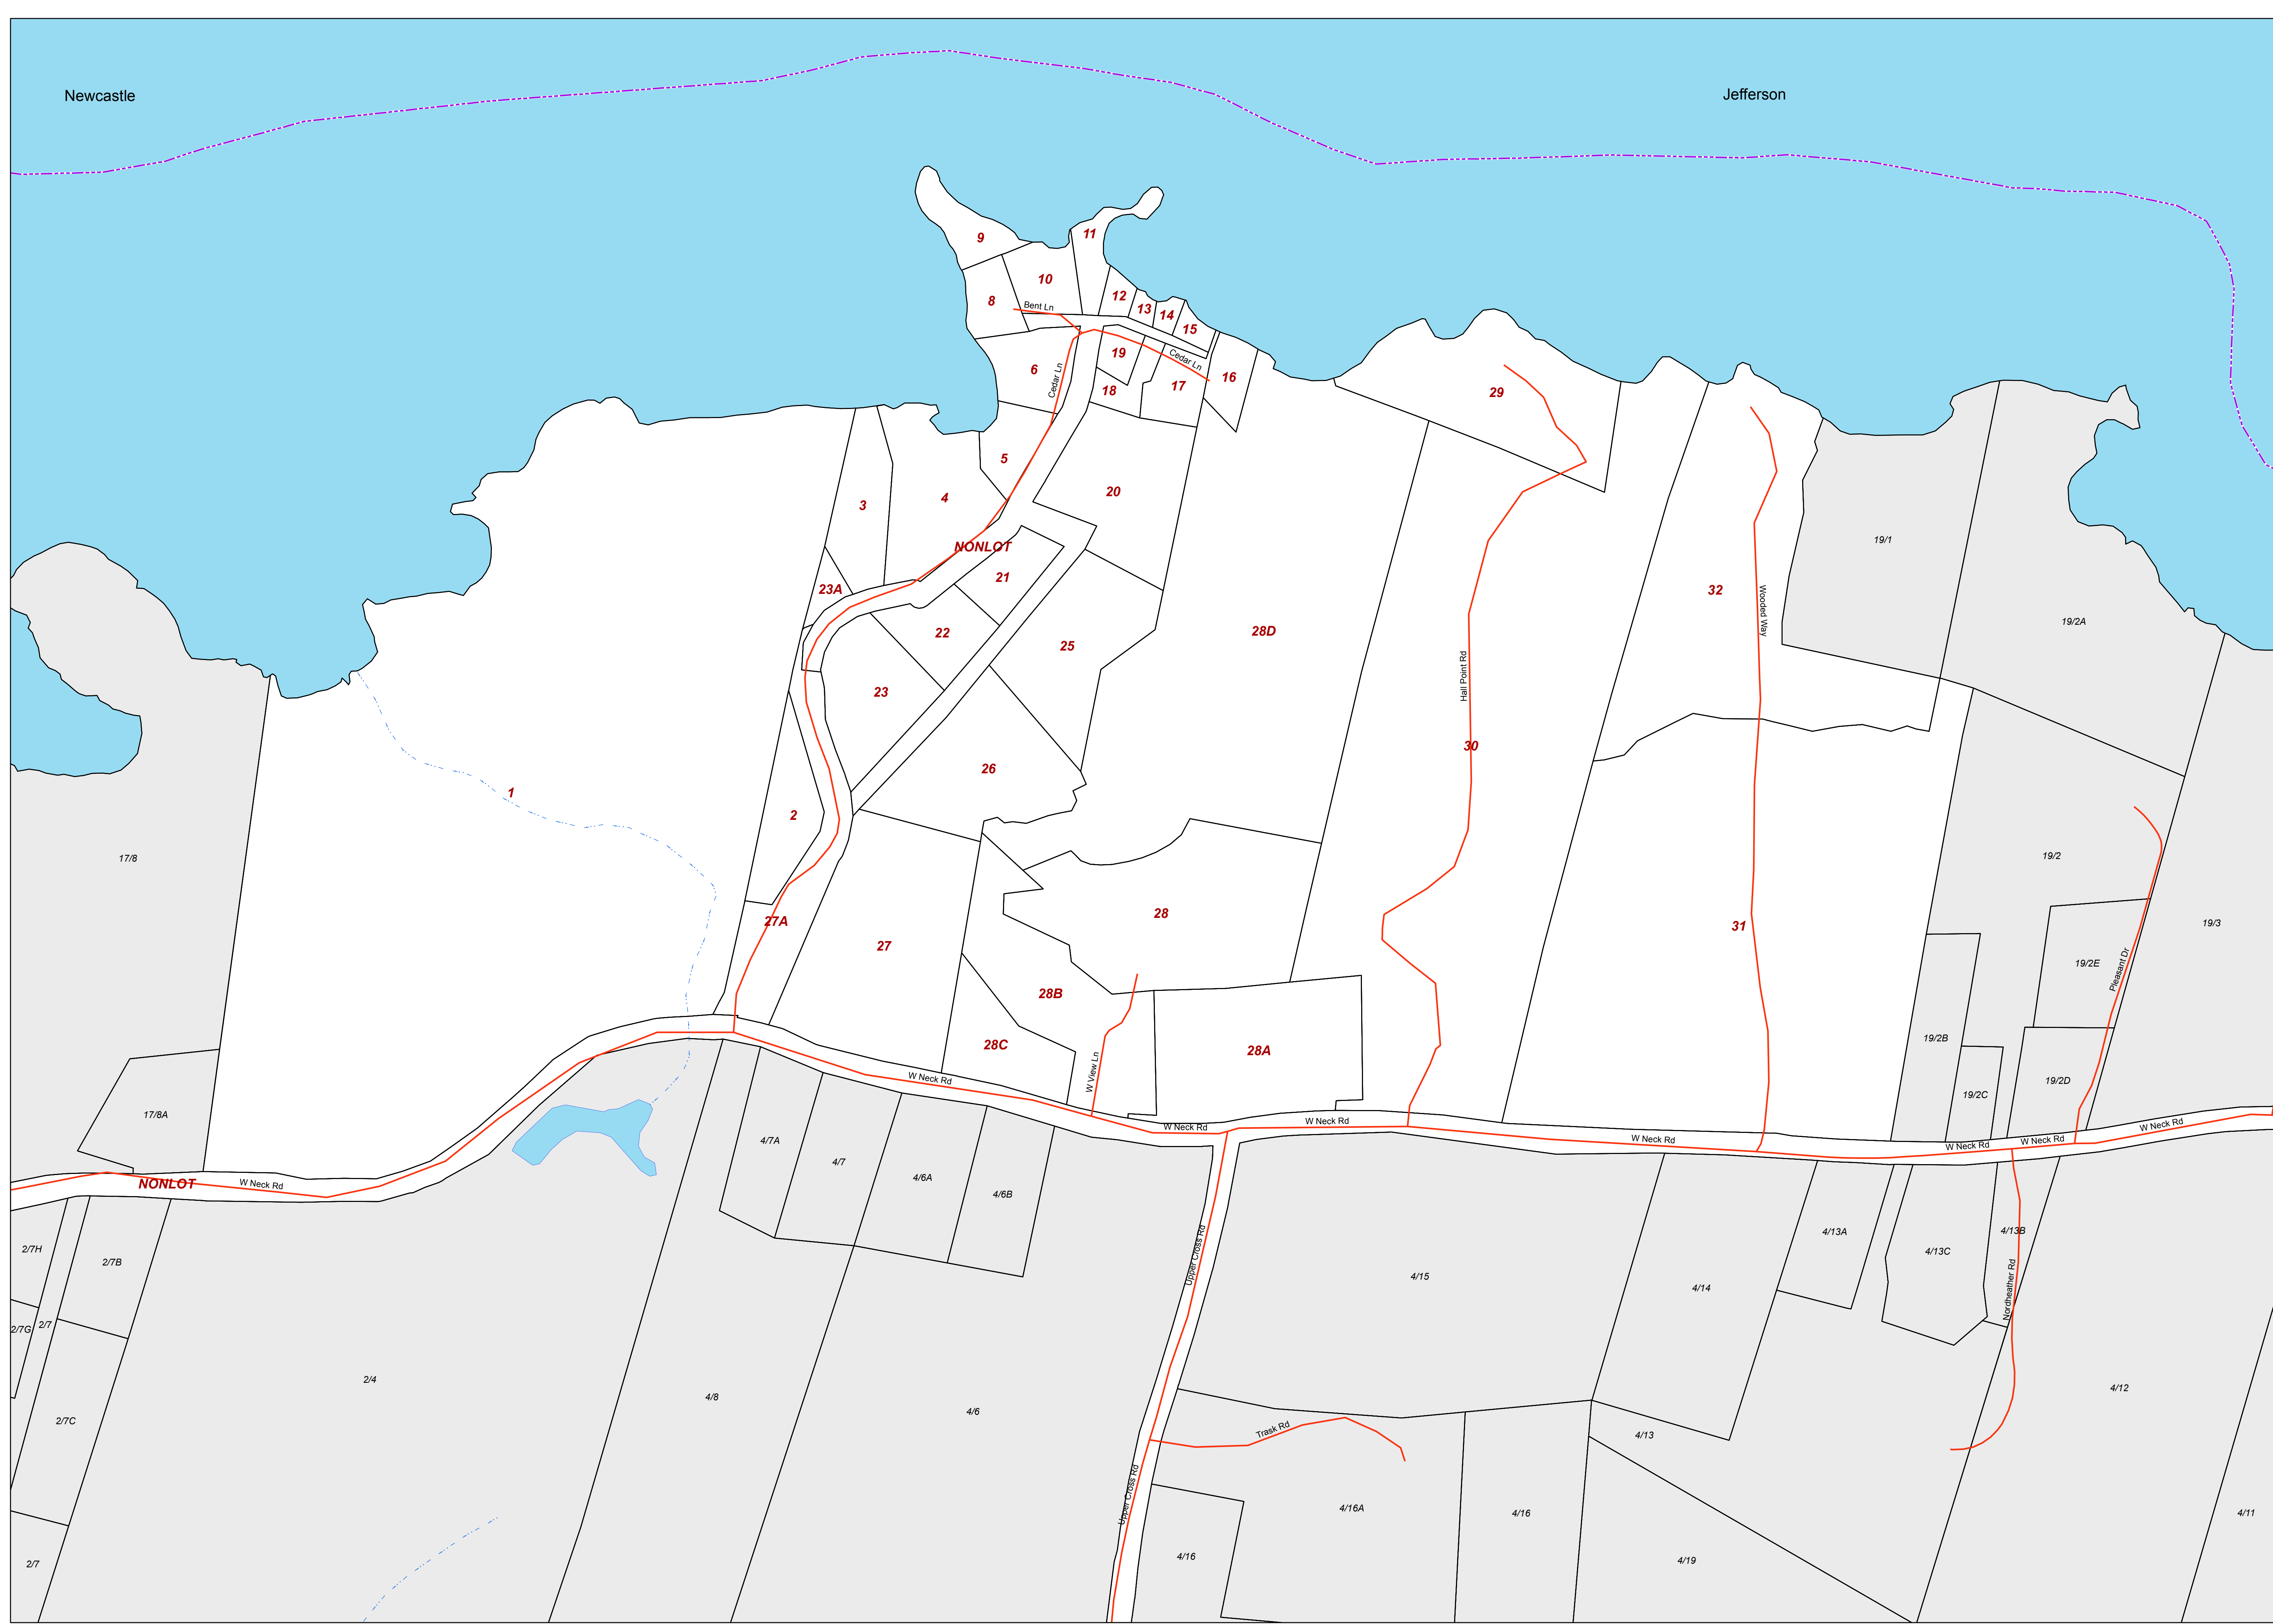 Newcastle
Jefferson
9
11
10
8
Bent Ln
12
13
14
15
6
Cedar Ln
19
Cedar Ln
18
17
16
29
5
20
3
4
NONLOT
21
23A
22
25
23
28D
32
Wooded Way
19/1
19/2A
Hall Point Rd
30
26
1
2
17/8
19/2
27A
27
28
31
19/3
19/2E
Pleasant Dr
28B
28C
28A
W View Ln
19/2B
19/2C
19/2D
17/8A
W Neck Rd
W Neck Rd
W Neck Rd
W Neck Rd
W Neck Rd
W Neck Rd
W Neck Rd
NONLOT
W Neck Rd
4/7A
4/7
4/6A
4/6B
2/7H
2/7B
2/7G
2/7
Upper Cross Rd
4/15
4/14
4/13A
4/13C
4/13B
Nordheather Rd
2/4
2/7C
4/8
4/6
4/12
Trask Rd
4/13
Upper Cross Rd
4/16A
4/16
4/11
2/7
4/16
4/19